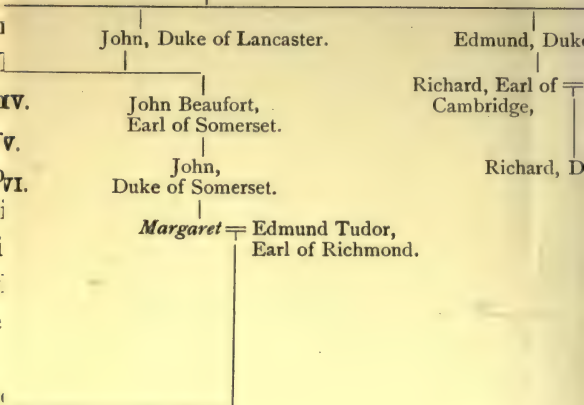 John, Duke of Lancaster.
Edmund, Duke
IV.
John Beaufort,
Earl of Somerset.
Richard, Earl of
Cambridge,
V.
John,
Duke of Somerset.
VI.
Richard, D
Margaret = Edmund Tudor,
Earl of Richmond.